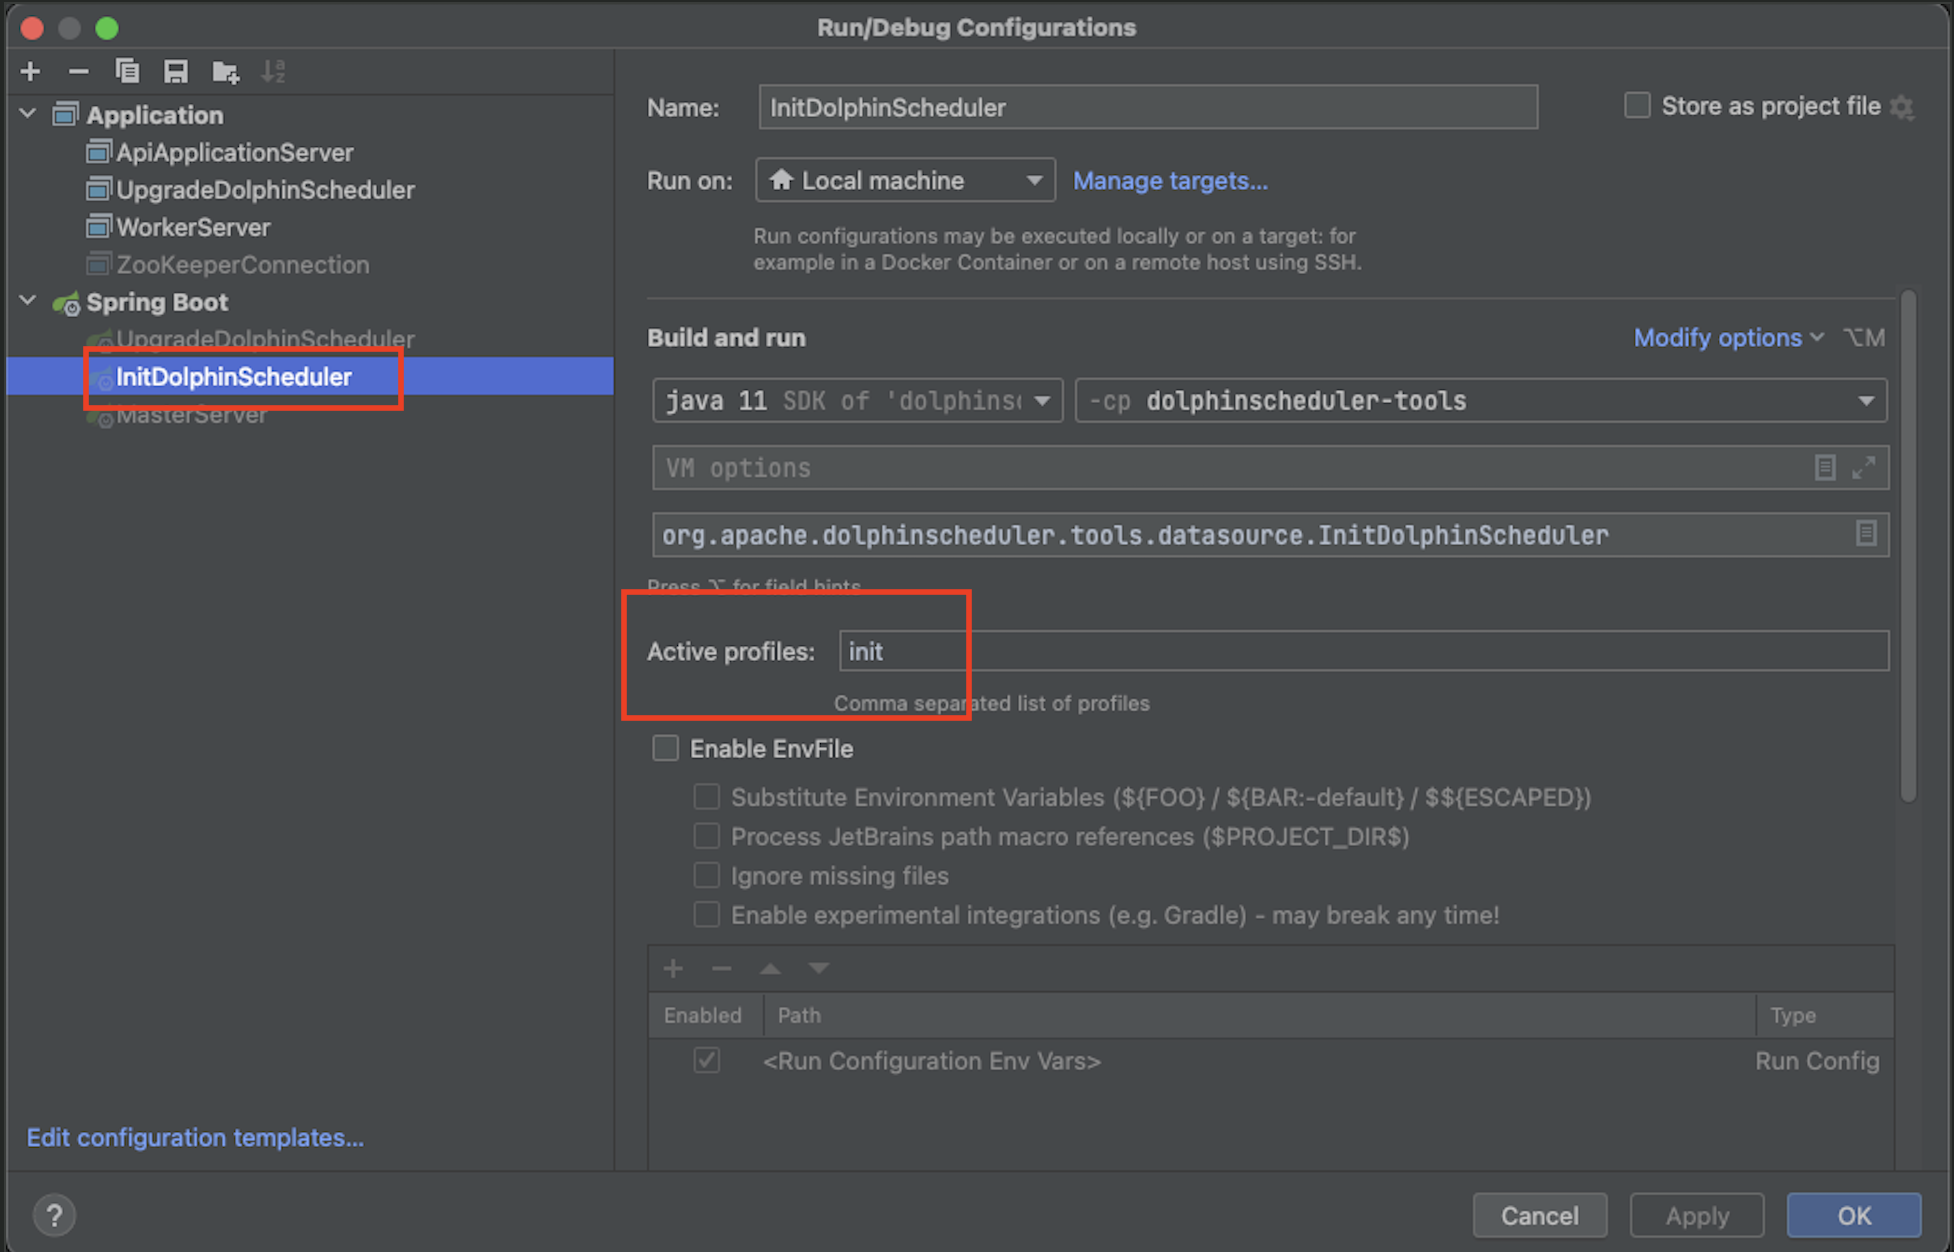 Run/Debug Configurations
Application
ApiApplicationServer
UpgradeDolphinScheduler
WorkerServer
ZooKeeperConnection
Spring Boot
UpgradeDolphinScheduler
InitDolphinScheduler
MasterServer
Edit configuration templates...
Name: InitDolphinScheduler
Store as project file
Run on: Local machine Manage targets...
Run configurations may be executed locally or on a target: for
example in a Docker Container or on a remote host using SSH.
Build and run
Modify options ⌥M
java 11 SDK of 'dolphins -cp dolphinscheduler-tools
VM options
org.apache.dolphinscheduler.tools.datasource.InitDolphinScheduler
Press ⌥ for field hints
Active profiles: init
Comma separated list of profiles
Enable EnvFile
Substitute Environment Variables (${FOO} / ${BAR:-default} / $${ESCAPED})
Process JetBrains path macro references ($PROJECT_DIR$)
Ignore missing files
Enable experimental integrations (e.g. Gradle) - may break any time!
Enabled Path Type
<Run Configuration Env Vars> Run Config
? Cancel Apply OK